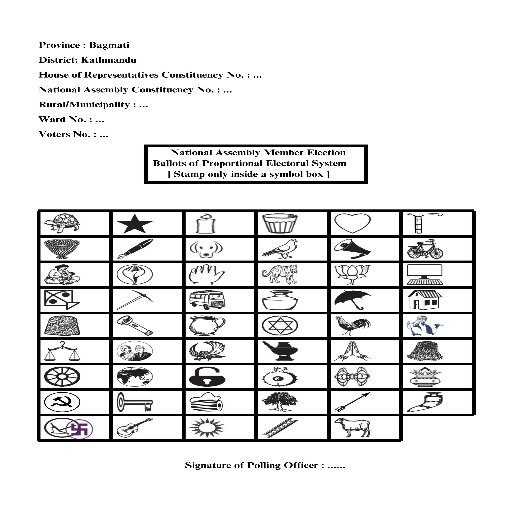 Province : Bagmati
District: Kathmandu
House of Representatives Constituency No. : ...
National Assembly Constituency No. : ...
Rural/Municipality : ...
Ward No. : ...
Voters No. : ...
National Assembly Member Election
Ballots of Proportional Electoral System
[ Stamp only inside a symbol box ]
Signature of Polling Officer : ......